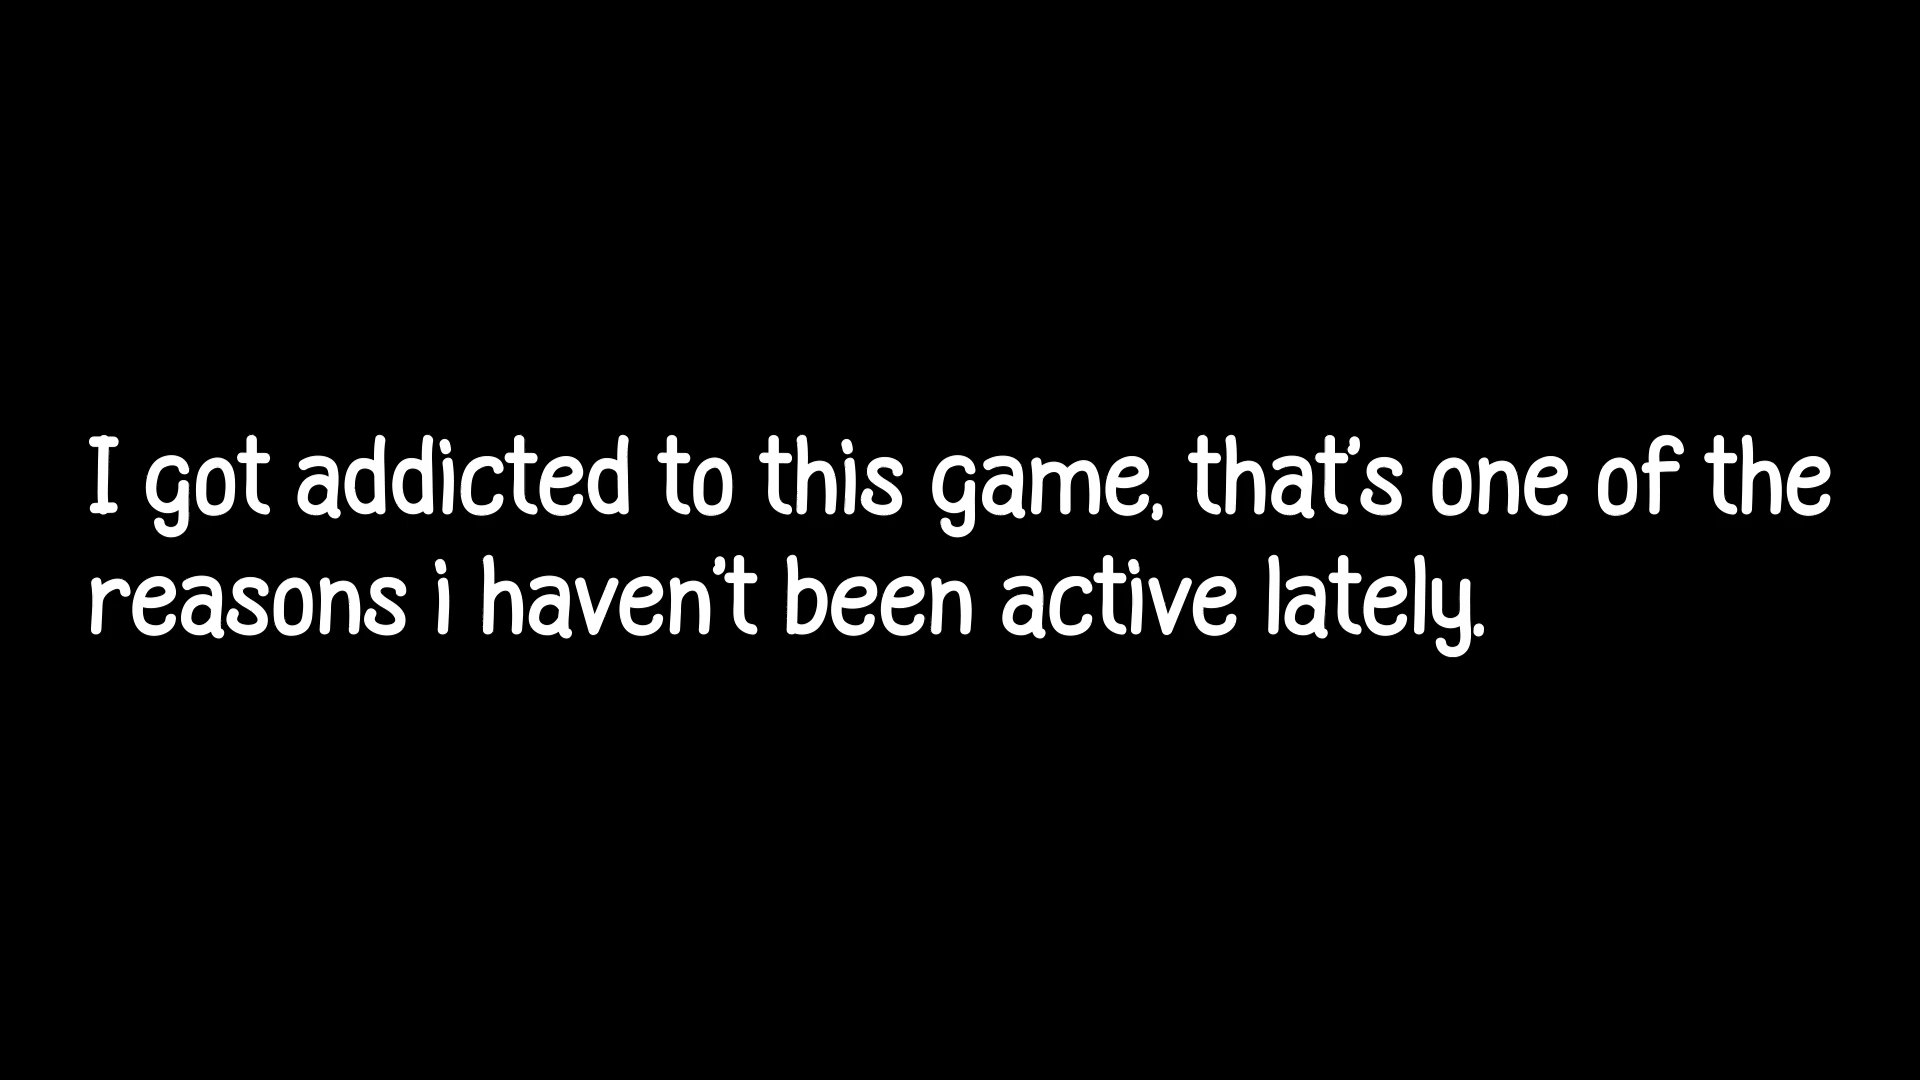 I got addicted to this game, that's one of the
reasons i haven't been active lately.